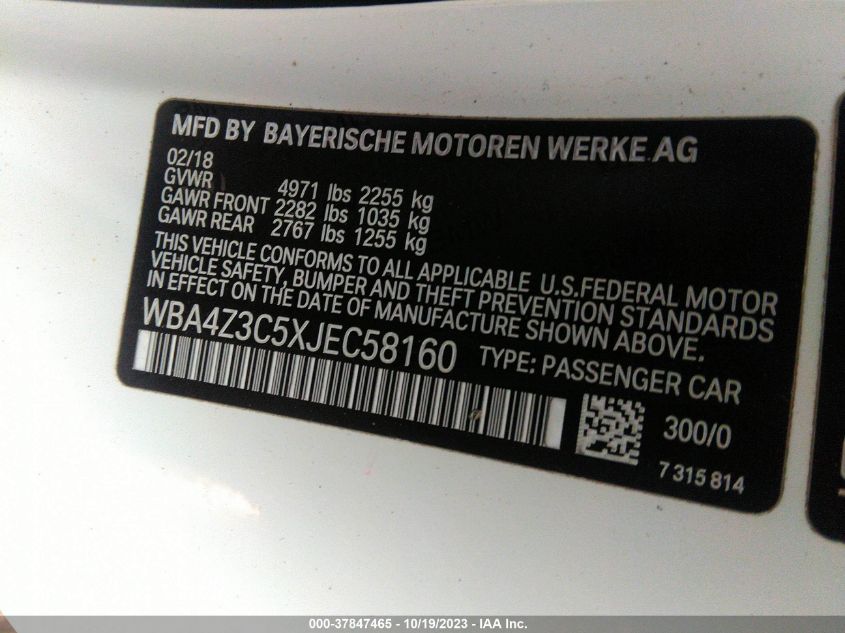 MFD BY BAYERISCHE MOTOREN WERKE AG
02/18
GVWR 4971 lbs 2255 kg
GAWR FRONT 2282 lbs 1035 kg
GAWR REAR 2767 lbs 1255 kg
THIS VEHICLE CONFORMS TO ALL APPLICABLE U.S.FEDERAL MOTOR
VEHICLE SAFETY, BUMPER AND THEFT PREVENTION STANDARDS
IN EFFECT ON THE DATE OF MANUFACTURE SHOWN ABOVE.
WBA4Z3C5XJEC58160 TYPE: PASSENGER CAR
300/0
7 315 814
000-37847465 - 10/19/2023 - IAA Inc.